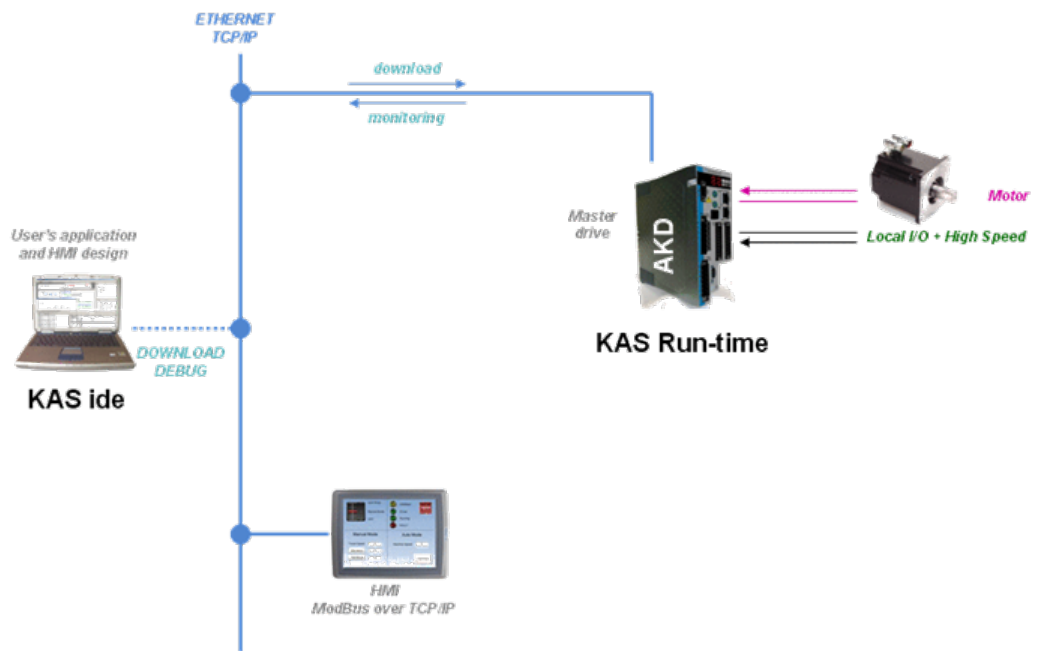 ETHERNET
TCP/IP
download
monitoring
Master
drive
AKD
Motor
Local I/O + High Speed
KAS Run-time
User's application
and HMI design
DOWNLOAD
DEBUG
KAS ide
HMI
ModBus over TCP/IP